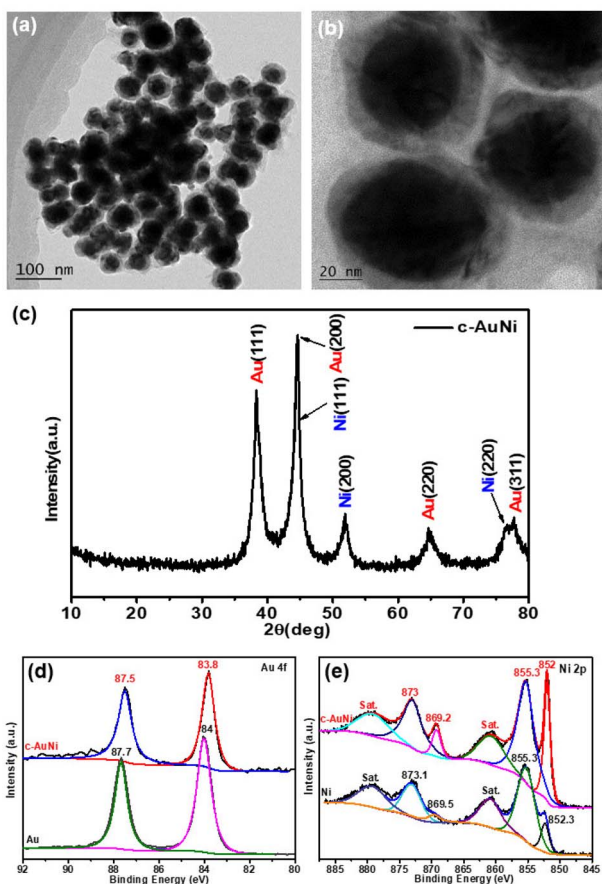 (a)
100 nm
(b)
20 nm
(c)
c-AuNi
Au(111)
Au(200)
Ni(111)
Ni(200)
Au(220)
Ni(220)
Au(311)
Intensity(a.u.)
10 20 30 40 50 60 70 80
2θ(deg)
(d)
Au 4f
87.5
83.8
c-AuNi
87.7
84
Au
Intensity (a.u.)
92 90 88 86 84 82 80
Binding Energy (eV)
(e)
Ni 2p
852
855.3
Sat.
873
869.2
Sat.
c-AuNi
855.3
Sat.
873.1
869.5
Sat.
852.3
Ni
Intensity (a.u.)
885 880 875 870 865 860 855 850 845
Binding Energy (eV)